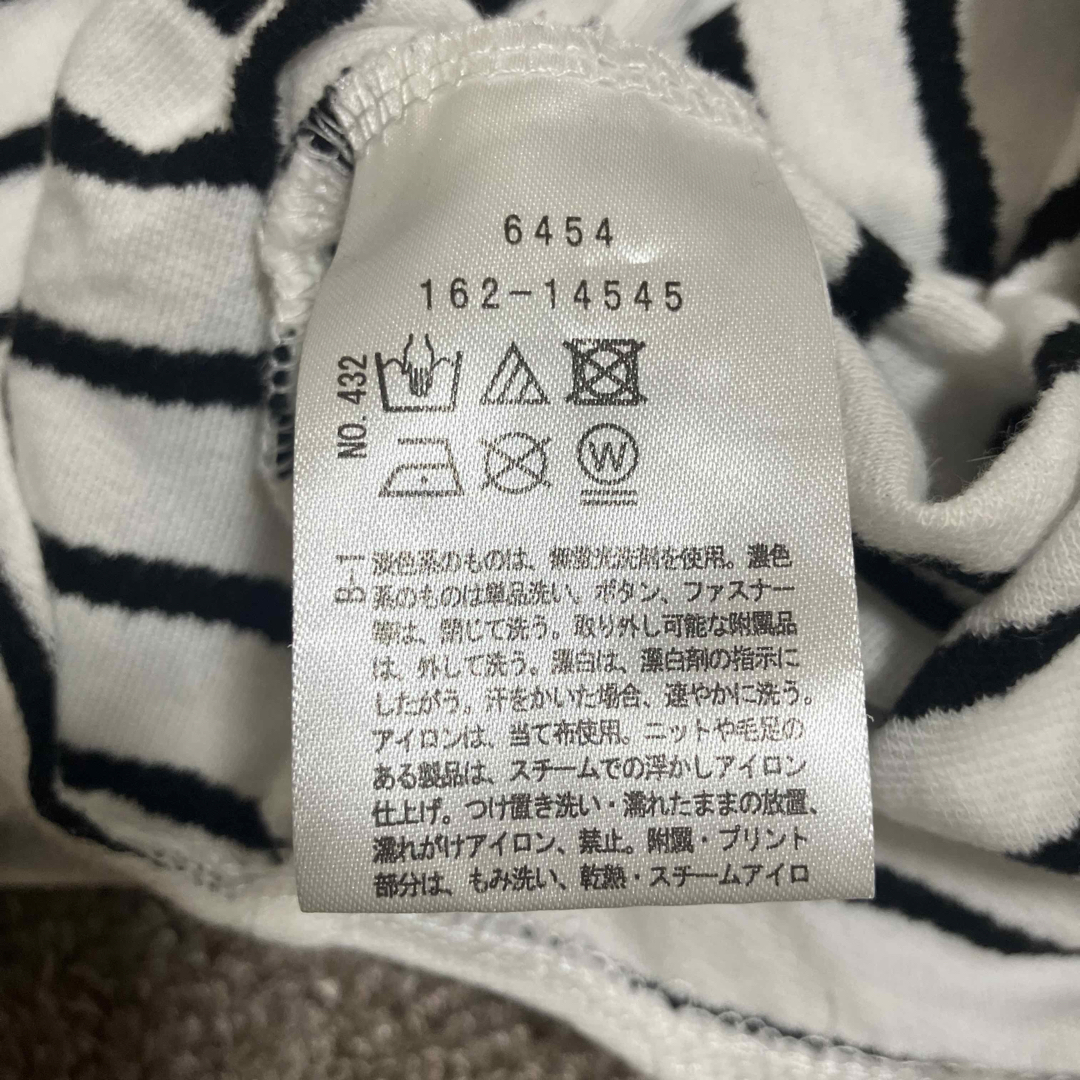 6454
162-14545
NO. 432
W
B-1
淡色系のものは、無蛍光洗剤を使用。濃色
系のものは単品洗い、ボタン、ファスナー
等は、閉じて洗う。取り外し可能な附属品
は、外して洗う。漂白は、漂白剤の指示に
したがう。汗をかいた場合、速やかに洗う。
アイロンは、当て布使用。ニットや毛足の
ある製品は、スチームでの浮かしアイロン
仕上げ。つけ置き洗い・濡れたままの放置、
濡れがけアイロン、禁止。附属・プリント
部分は、もみ洗い、乾熱・スチームアイロ